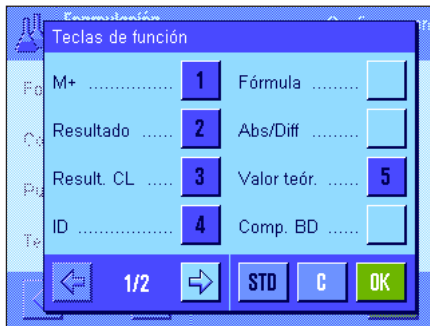 Formulación
Teclas de función
M+ ............... 1
Fórmula .........
Resultado ...... 2
Abs/Diff ........
Result. CL ..... 3
Valor teór. ...... 5
ID ................. 4
Comp. BD .....
1/2
STD
C
OK